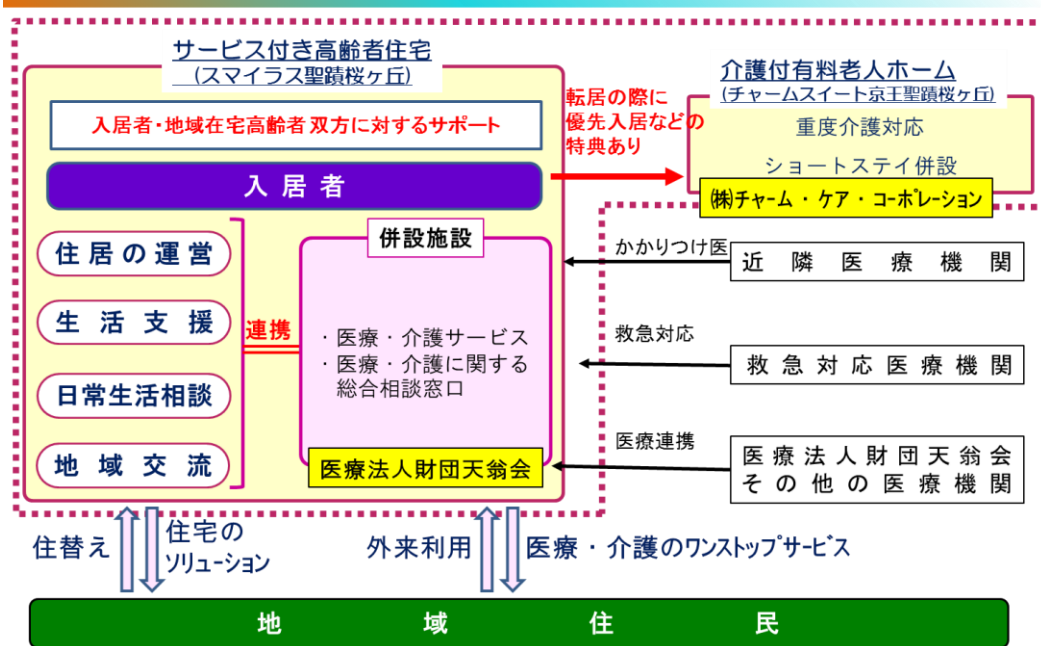 サービス付き高齢者住宅
(スマイラス聖蹟桜ヶ丘)
入居者・地域在宅高齢者双方に対するサポート
入居者
転居の際に
優先入居などの
特典あり
介護付有料老人ホーム
(チャームスイート京王聖蹟桜ヶ丘)
重度介護対応
ショートステイ併設
㈱チャーム・ケア・コーポレーション
住居の運営
生活支援
日常生活相談
地域交流
連携
併設施設
・医療・介護サービス
・医療・介護に関する
総合相談窓口
医療法人財団天翁会
かかりつけ医
近隣医療機関
救急対応
救急対応医療機関
医療連携
医療法人財団天翁会
その他の医療機関
住替え
住宅の
ソリューション
外来利用
医療・介護のワンストップサービス
地域住民